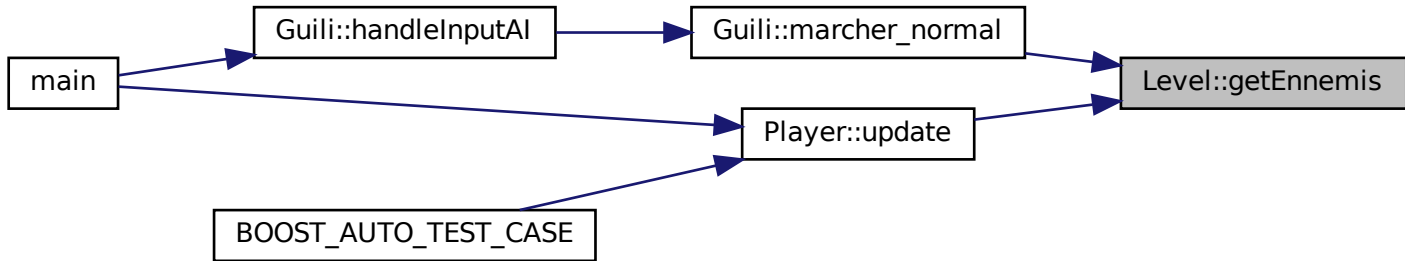 Guili::handleInputAI
Guili::marcher_normal
main
Level::getEnnemis
Player::update
BOOST_AUTO_TEST_CASE